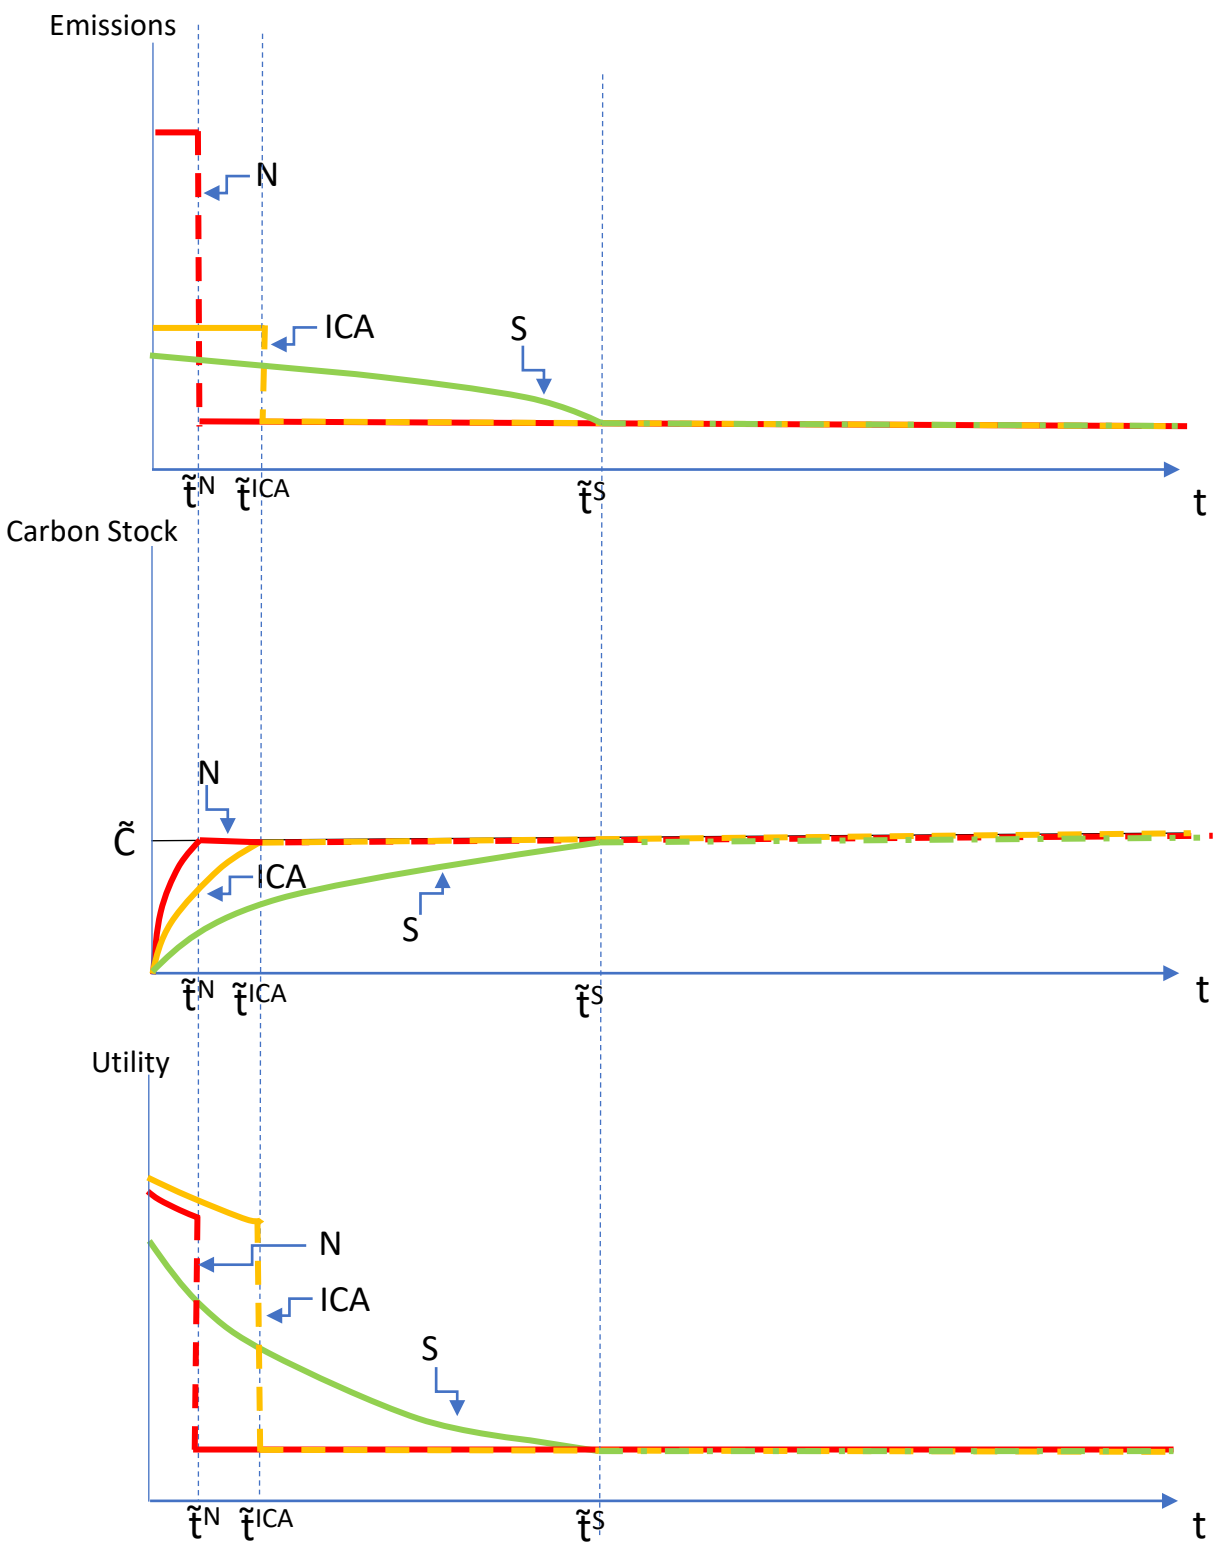 Emissions
N
ICA
S
t̃ᴺ t̃ᴵᶜᴬ t̃ˢ t
Carbon Stock
N
C̃
ICA
S
t̃ᴺ t̃ᴵᶜᴬ t̃ˢ t
Utility
N
ICA
S
t̃ᴺ t̃ᴵᶜᴬ t̃ˢ t